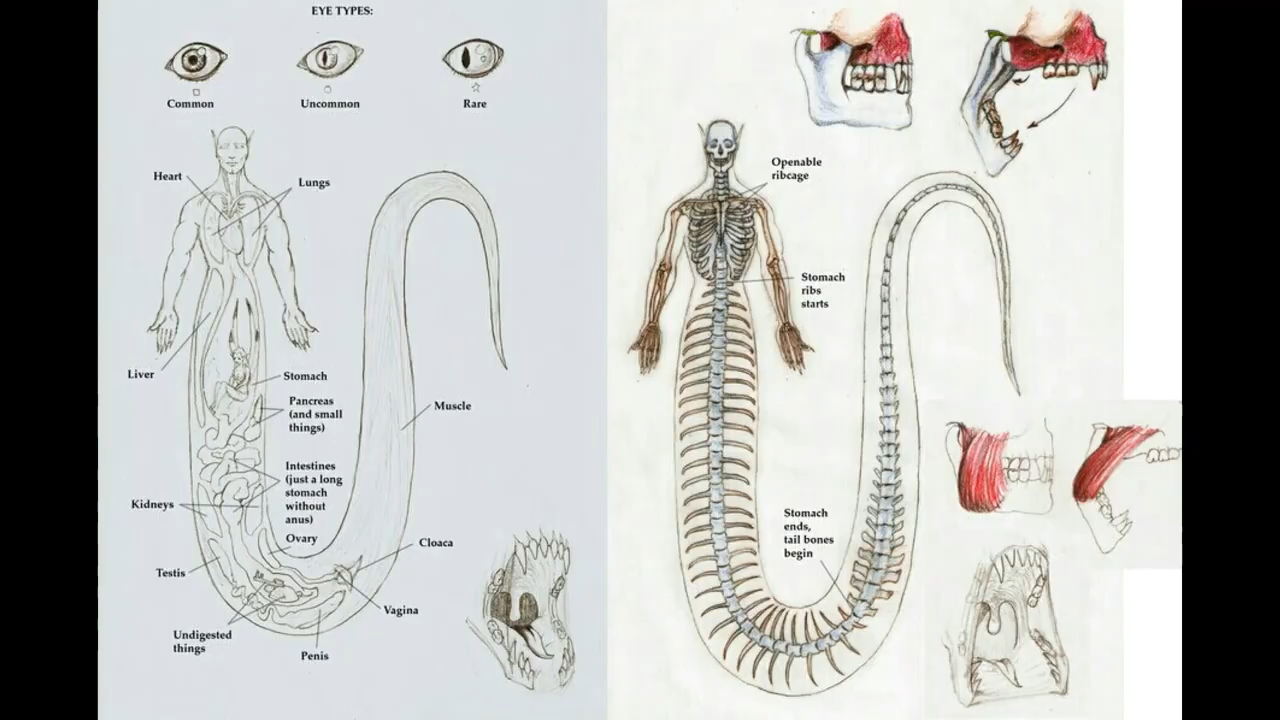 EYE TYPES:
Common
Uncommon
Rare
Heart
Lungs
Liver
Stomach
Pancreas
(and small
things)
Muscle
Intestines
(just a long
stomach
without
anus)
Kidneys
Ovary
Cloaca
Testis
Vagina
Undigested
things
Penis
Openable
ribcage
Stomach
ribs
starts
Stomach
ends,
tail bones
begin